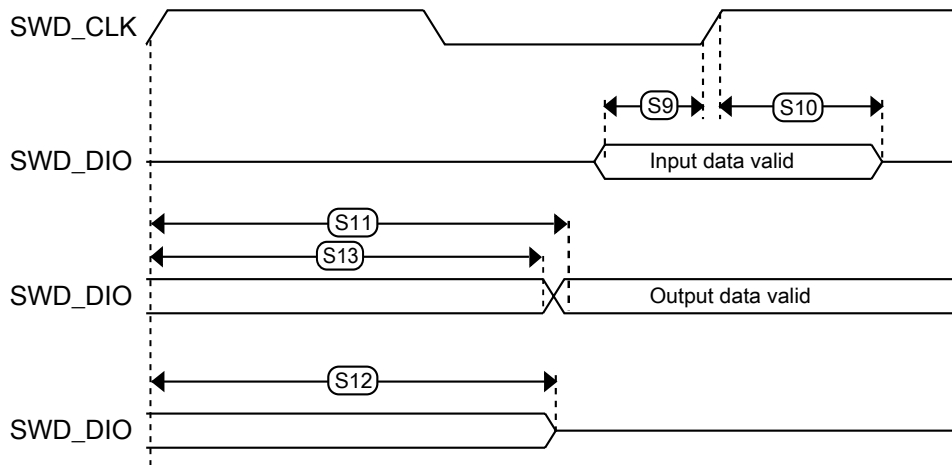 SWD_CLK
S9
S10
SWD_DIO
Input data valid
S11
S13
SWD_DIO
Output data valid
S12
SWD_DIO